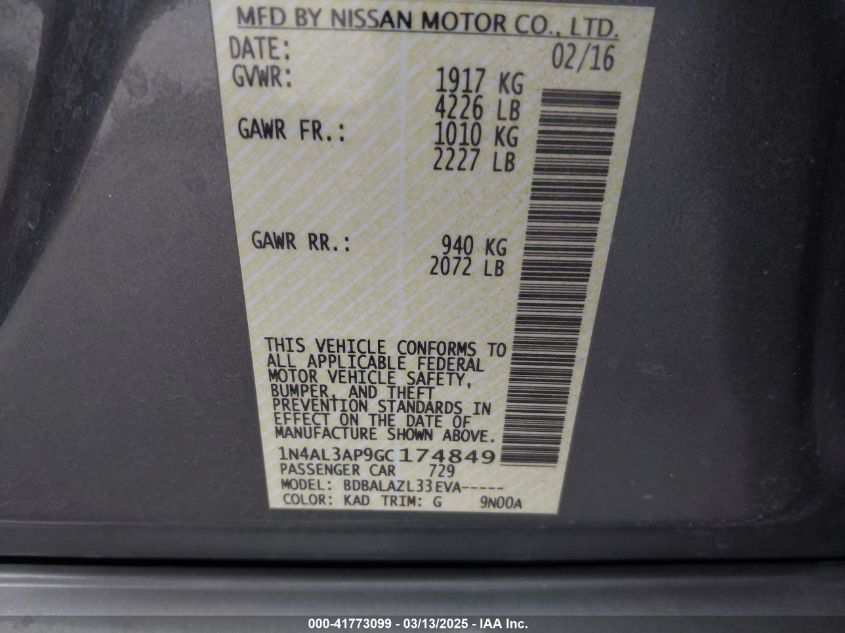 MFD BY NISSAN MOTOR CO., LTD.
DATE: 02/16
GVWR: 1917 KG
4226 LB
GAWR FR.: 1010 KG
2227 LB
GAWR RR.: 940 KG
2072 LB
THIS VEHICLE CONFORMS TO
ALL APPLICABLE FEDERAL
MOTOR VEHICLE SAFETY,
BUMPER, AND THEFT
PREVENTION STANDARDS IN
EFFECT ON THE DATE OF
MANUFACTURE SHOWN ABOVE.
1N4AL3AP9GC174849
PASSENGER CAR 729
MODEL: BDBALAZL33EVA-----
COLOR: KAD TRIM: G 9N00A
000-41773099 — 03/13/2025 - IAA Inc.